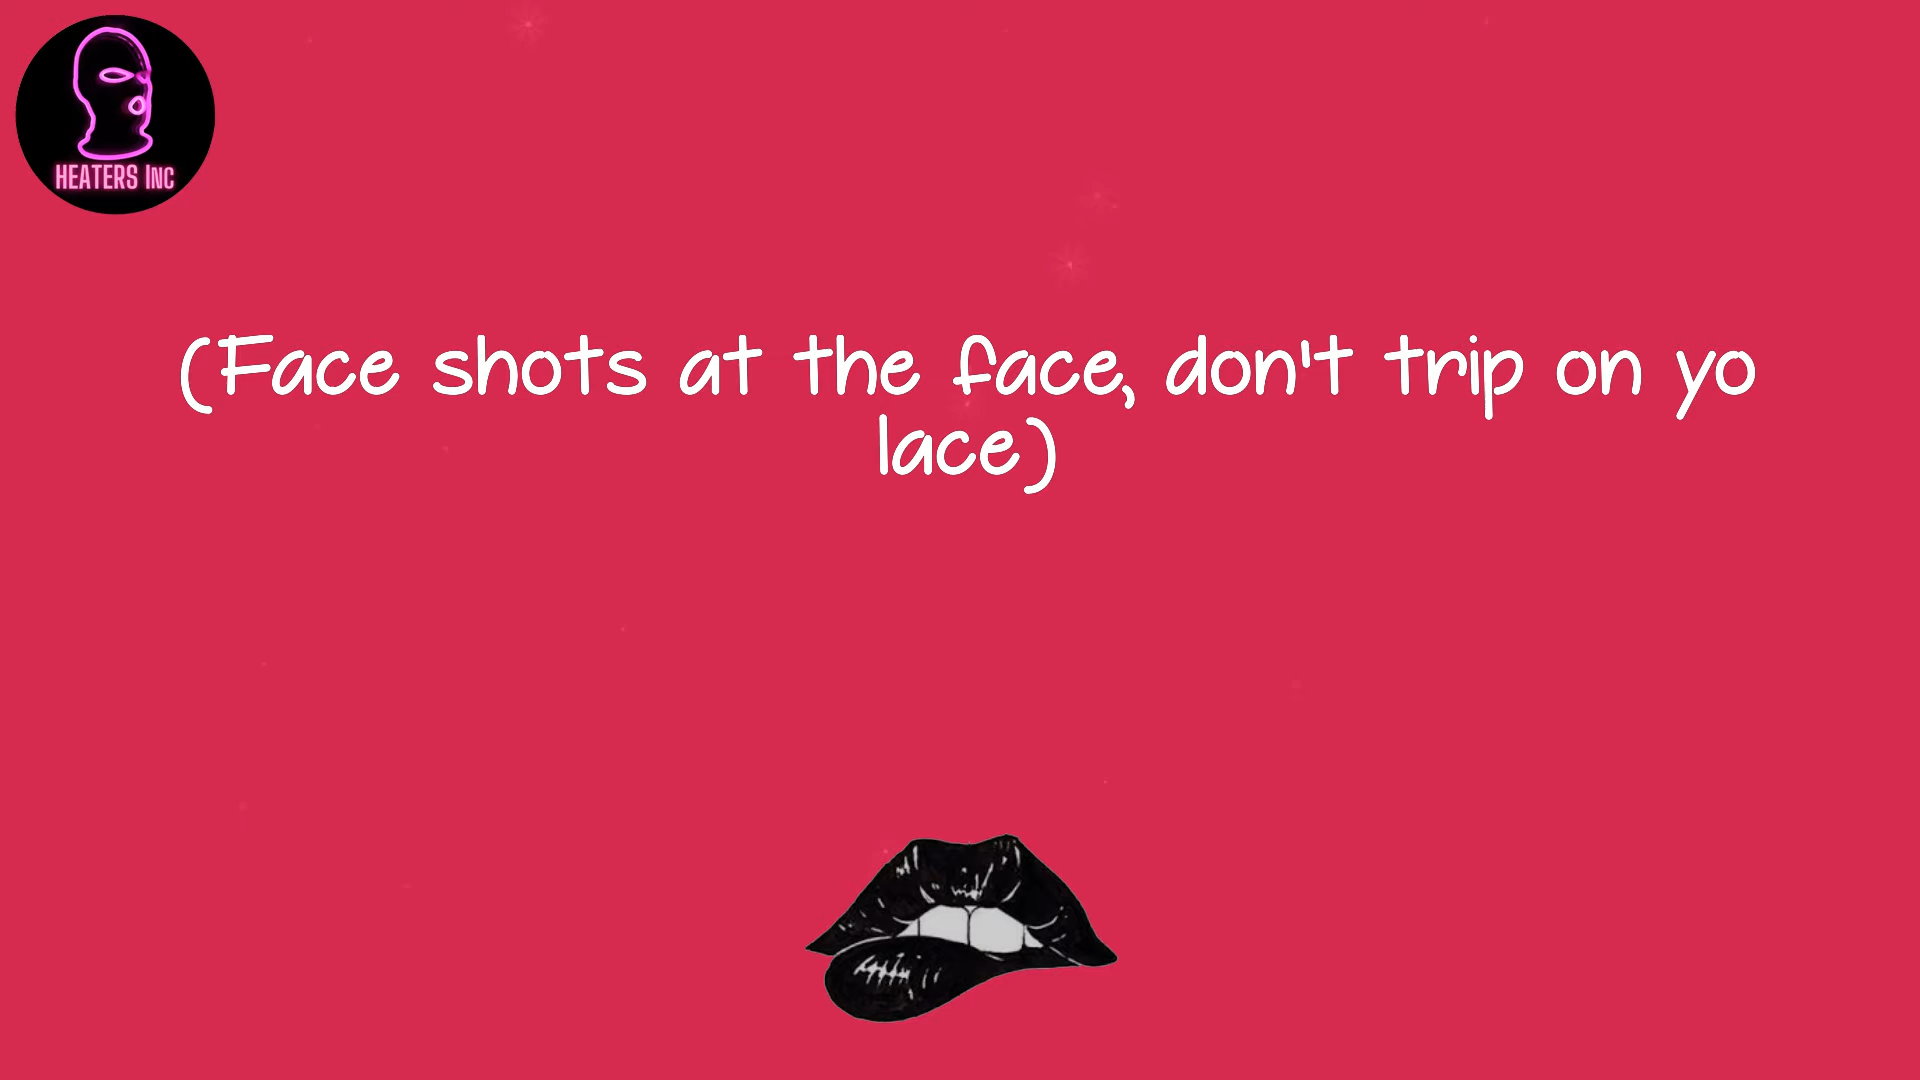 HEATERS INC
(Face shots at the face, don't trip on yo
lace)